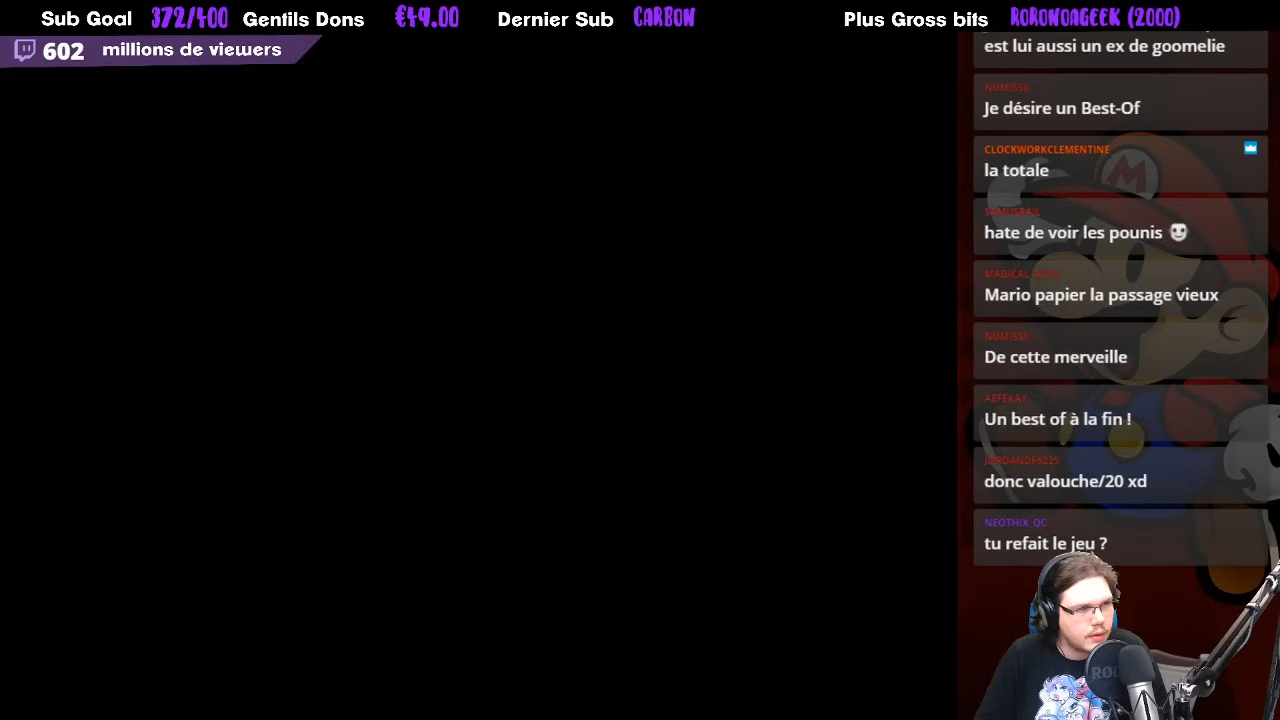 Sub Goal 372/400 Gentils Dons €49.00 Dernier Sub CARBON Plus Gross bits RORONOAGEEK (2000)
602 millions de viewers
est lui aussi un ex de goomelie
Je désire un Best-Of
CLOCKWORKCLEMENTINE
la totale
hate de voir les pounis
Mario papier la passage vieux
NUMISSS
De cette merveille
AEFEKAY
Un best of à la fin !
JORDANDF6225
donc valouche/20 xd
NEOTHIX_QC
tu refait le jeu ?
M